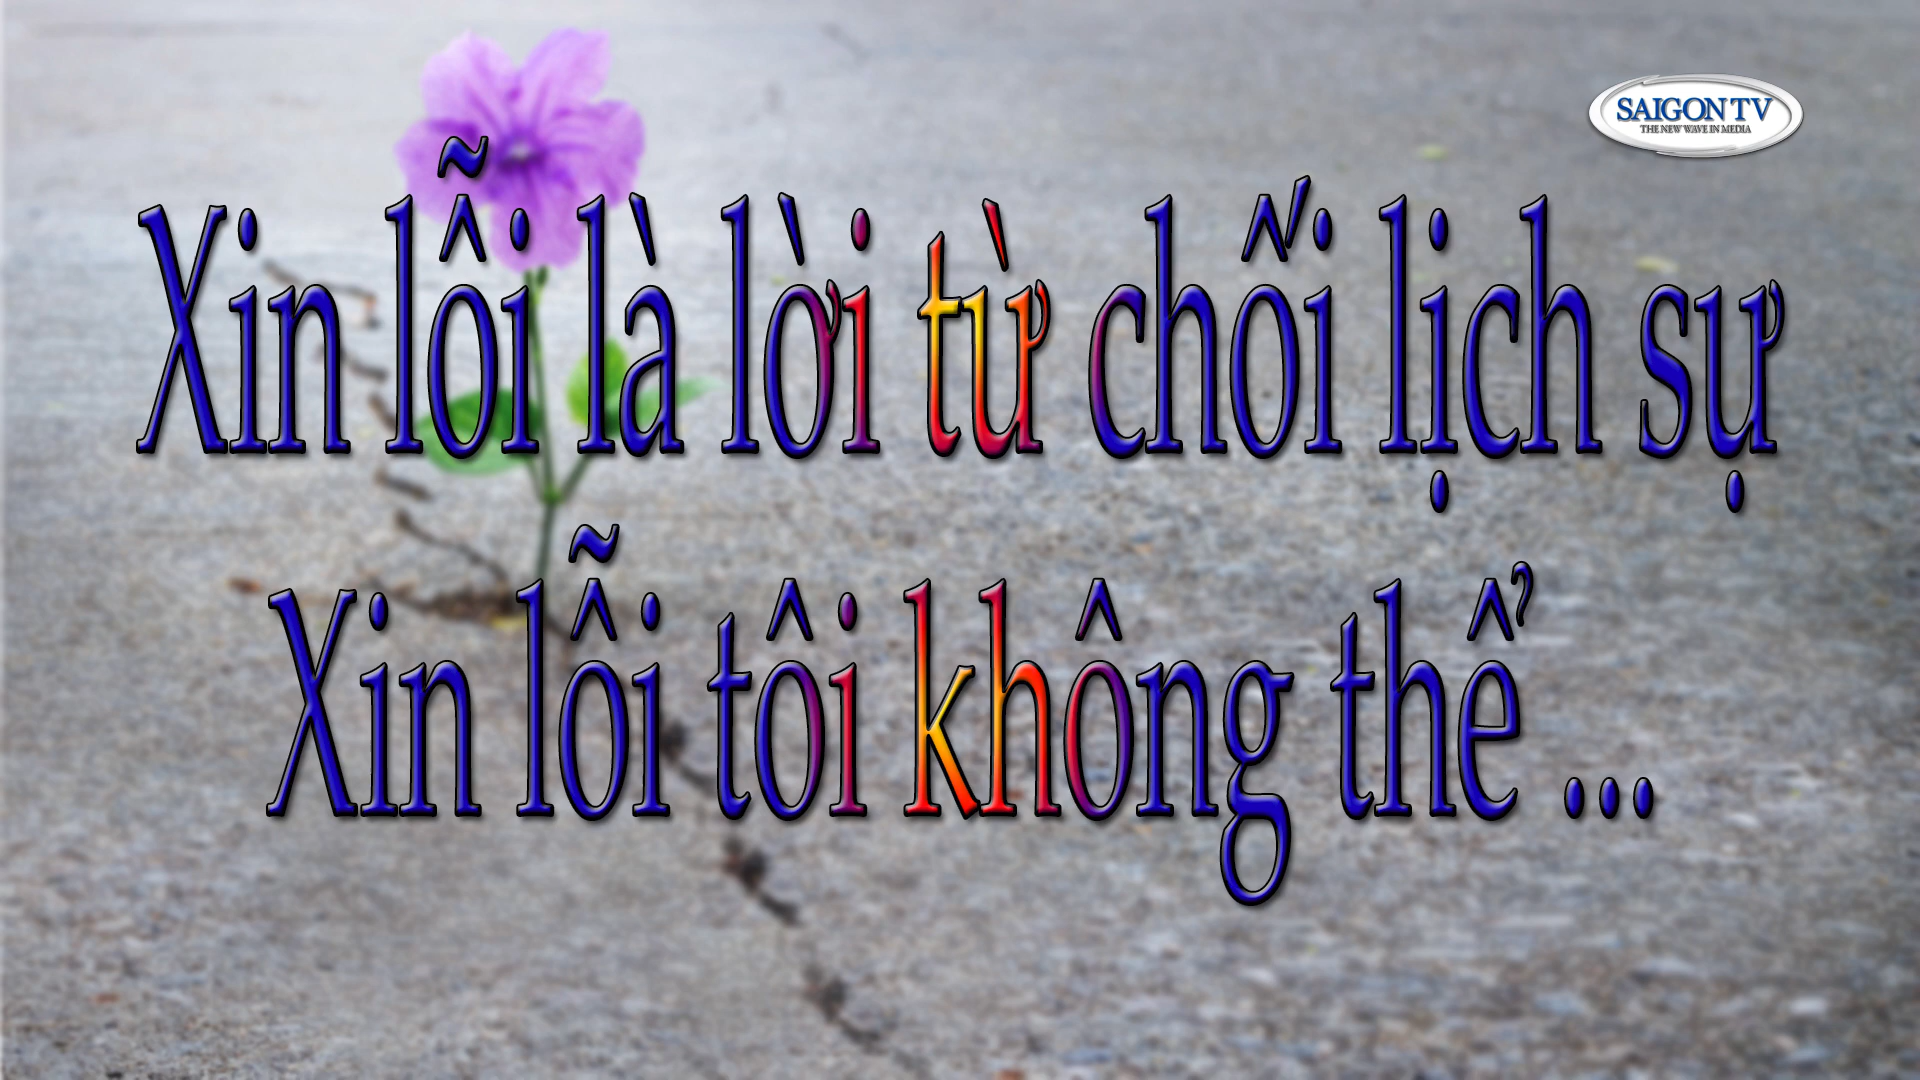 SAIGON TV
THE NEW WAVE IN MEDIA
Xin lỗi là lời từ chối lịch sự
Xin lỗi tôi không thể ...